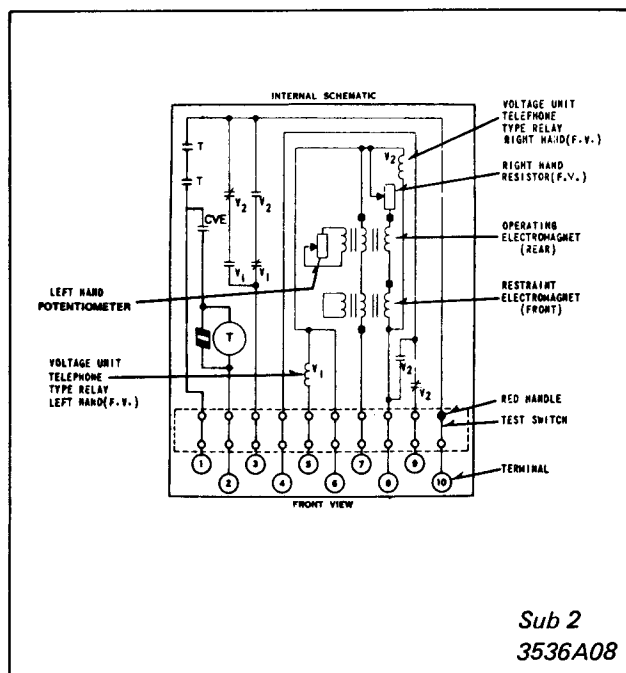 INTERNAL SCHEMATIC
VOLTAGE UNIT
TELEPHONE
TYPE RELAY
RIGHT HAND(F.V.)
RIGHT HAND
RESISTOR(F.V.)
T
T
V2
V2
V2
CVE
V1
V1
OPERATING
ELECTROMAGNET
(REAR)
LEFT HAND
POTENTIOMETER
RESTRAINT
ELECTROMAGNET
(FRONT)
T
VOLTAGE UNIT
TELEPHONE
TYPE RELAY
LEFT HAND(F.V.)
V1
V2
V2
RED HANDLE
TEST SWITCH
1
2
3
4
5
6
7
8
9
10
TERMINAL
FRONT VIEW
Sub 2
3536A08